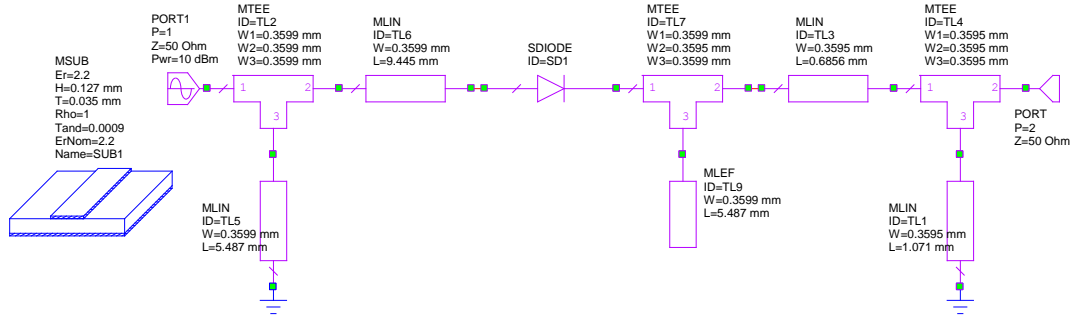 MSUB
Er=2.2
H=0.127 mm
T=0.035 mm
Rho=1
Tand=0.0009
ErNom=2.2
Name=SUB1
PORT1
P=1
Z=50 Ohm
Pwr=10 dBm
MTEE
ID=TL2
W1=0.3599 mm
W2=0.3599 mm
W3=0.3599 mm
1
2
3
MLIN
ID=TL5
W=0.3599 mm
L=5.487 mm
MLIN
ID=TL6
W=0.3599 mm
L=9.445 mm
SDIODE
ID=SD1
MTEE
ID=TL7
W1=0.3599 mm
W2=0.3595 mm
W3=0.3599 mm
1
2
3
MLEF
ID=TL9
W=0.3599 mm
L=5.487 mm
MLIN
ID=TL3
W=0.3595 mm
L=0.6856 mm
MTEE
ID=TL4
W1=0.3595 mm
W2=0.3595 mm
W3=0.3595 mm
1
2
3
MLIN
ID=TL1
W=0.3595 mm
L=1.071 mm
PORT
P=2
Z=50 Ohm